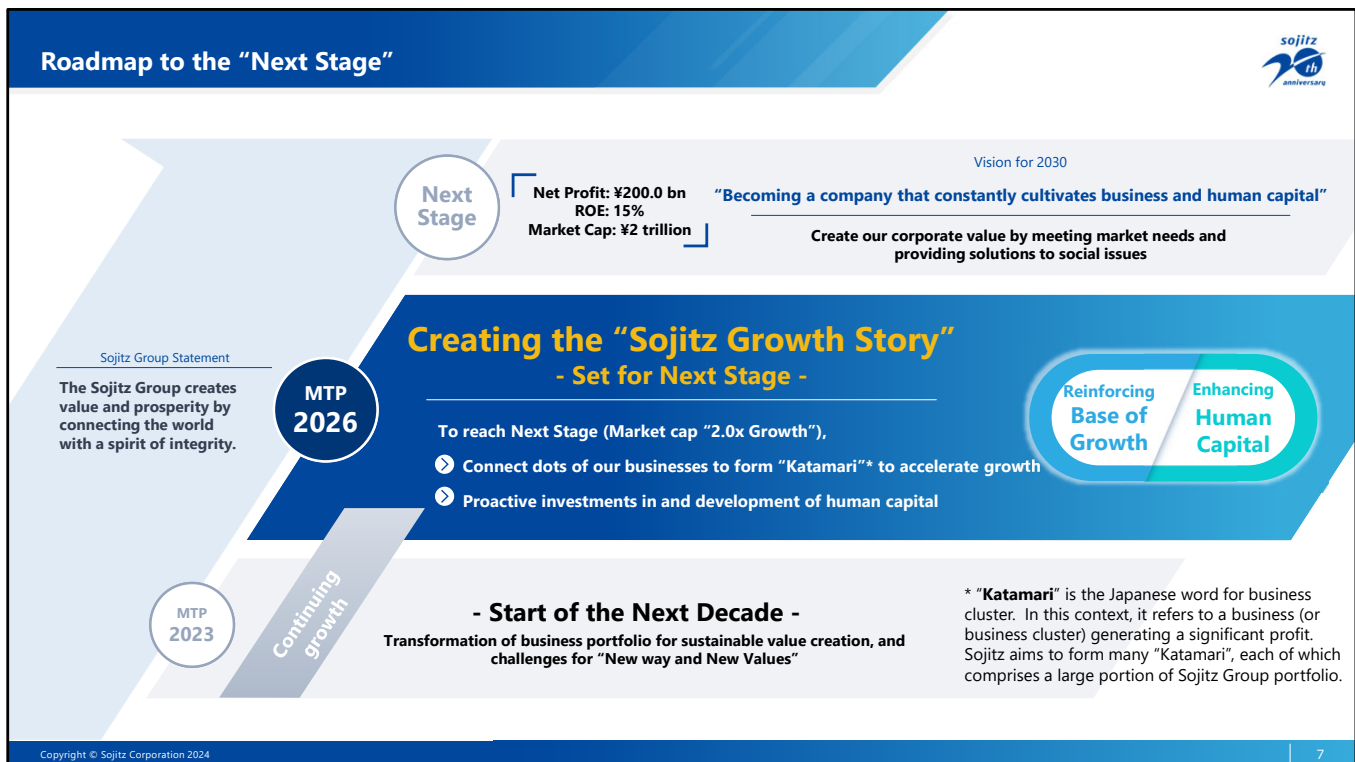 Roadmap to the “Next Stage”
sojitz
20th
anniversary
Next
Stage
Net Profit: ¥200.0 bn
ROE: 15%
Market Cap: ¥2 trillion
Vision for 2030
“Becoming a company that constantly cultivates business and human capital”
Create our corporate value by meeting market needs and
providing solutions to social issues
Sojitz Group Statement
The Sojitz Group creates
value and prosperity by
connecting the world
with a spirit of integrity.
MTP
2026
Creating the “Sojitz Growth Story”
- Set for Next Stage -
To reach Next Stage (Market cap “2.0x Growth”),
Connect dots of our businesses to form “Katamari”* to accelerate growth
Proactive investments in and development of human capital
Reinforcing
Base of
Growth
Enhancing
Human
Capital
MTP
2023
Continuing
growth
- Start of the Next Decade -
Transformation of business portfolio for sustainable value creation, and
challenges for “New way and New Values”
* “Katamari” is the Japanese word for business
cluster. In this context, it refers to a business (or
business cluster) generating a significant profit.
Sojitz aims to form many “Katamari”, each of which
comprises a large portion of Sojitz Group portfolio.
Copyright © Sojitz Corporation 2024
7